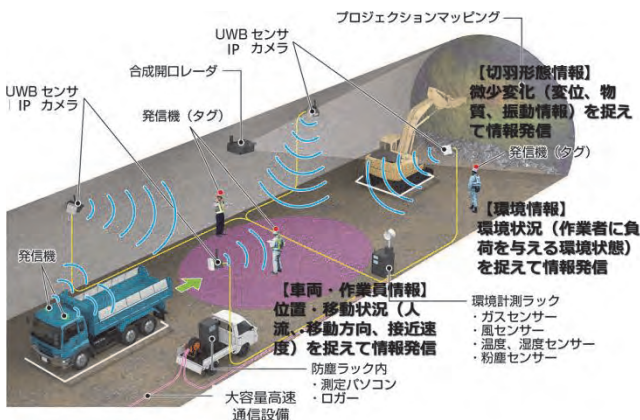 プロジェクションマッピング
UWB センサ
IP カメラ
合成開口レーダ
UWB センサ
IP カメラ
発信機（タグ）
【切羽形態情報】
微少変化（変位、物
質、振動情報）を捉え
て情報発信
発信機（タグ）
【環境情報】
環境状況（作業者に負
荷を与える環境状態）
を捉えて情報発信
発信機
【車両・作業員情報】
位置・移動状況（人
流、移動方向、接近速
度）を捉えて情報発信
環境計測ラック
・ガスセンサー
・風センサー
・温度、湿度センサー
・粉塵センサー
防塵ラック内
・測定パソコン
・ロガー
大容量高速
通信設備